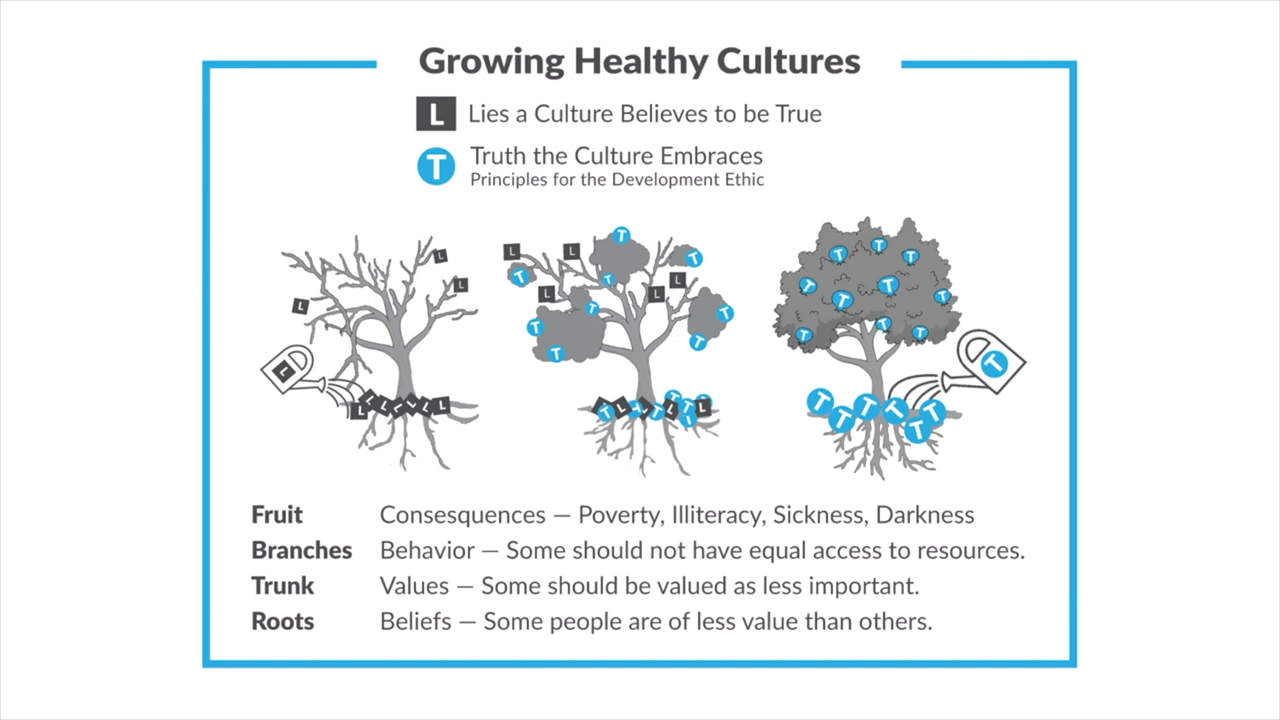 Growing Healthy Cultures
L Lies a Culture Believes to be True
T Truth the Culture Embraces
Principles for the Development Ethic
L L L T L L T T L T T L L T L T T T T T T T T T T T T T T T
L T
L L L L L L T L T T L T T L T T T T T T T
Fruit Consesquences — Poverty, Illiteracy, Sickness, Darkness
Branches Behavior — Some should not have equal access to resources.
Trunk Values — Some should be valued as less important.
Roots Beliefs — Some people are of less value than others.